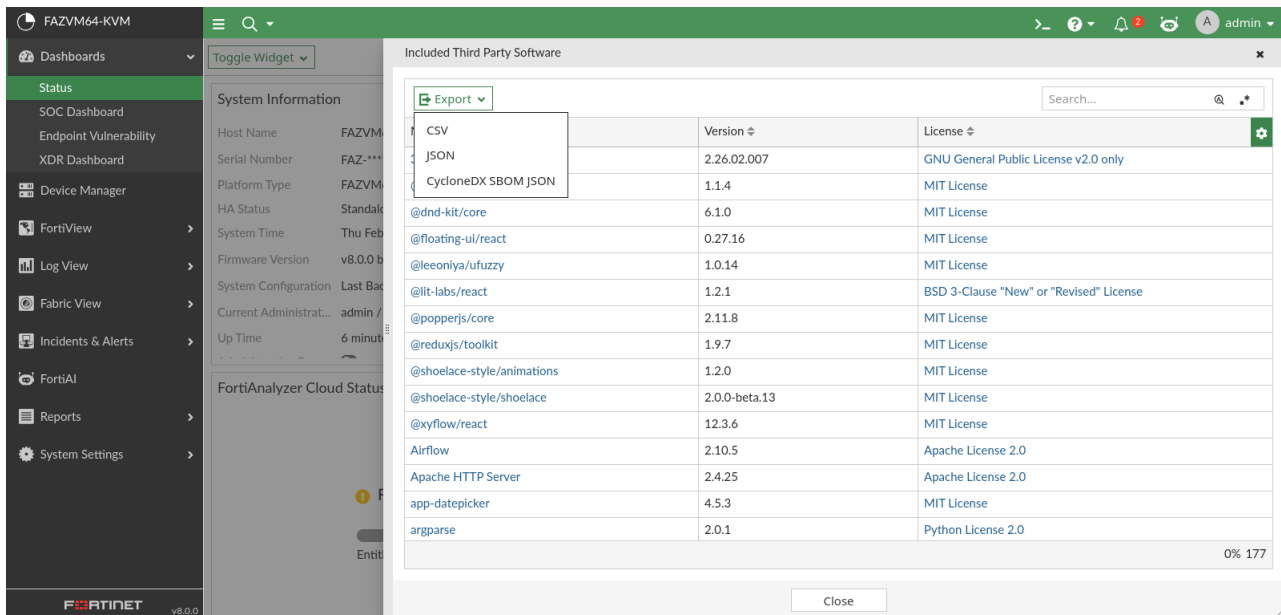 FAZVM64-KVM
2
A admin
Dashboards
Status
SOC Dashboard
Endpoint Vulnerability
XDR Dashboard
Device Manager
FortiView
Log View
Fabric View
Incidents & Alerts
FortiAI
Reports
System Settings
FORTINET v8.0.0
Toggle Widget
System Information
Host Name FAZVM
Serial Number FAZ-***
Platform Type FAZVM
HA Status Standal
System Time Thu Feb
Firmware Version v8.0.0 b
System Configuration Last Bac
Current Administrat... admin /
Up Time 6 minut
FortiAnalyzer Cloud Status
F
Entiti
Included Third Party Software
Export
Search...
CSV
JSON
CycloneDX SBOM JSON
Version License
2.26.02.007 GNU General Public License v2.0 only
1.1.4 MIT License
@dnd-kit/core 6.1.0 MIT License
@floating-ui/react 0.27.16 MIT License
@leeoniya/ufuzzy 1.0.14 MIT License
@lit-labs/react 1.2.1 BSD 3-Clause "New" or "Revised" License
@popperjs/core 2.11.8 MIT License
@reduxjs/toolkit 1.9.7 MIT License
@shoelace-style/animations 1.2.0 MIT License
@shoelace-style/shoelace 2.0.0-beta.13 MIT License
@xyflow/react 12.3.6 MIT License
Airflow 2.10.5 Apache License 2.0
Apache HTTP Server 2.4.25 Apache License 2.0
app-datepicker 4.5.3 MIT License
argparse 2.0.1 Python License 2.0
0% 177
Close